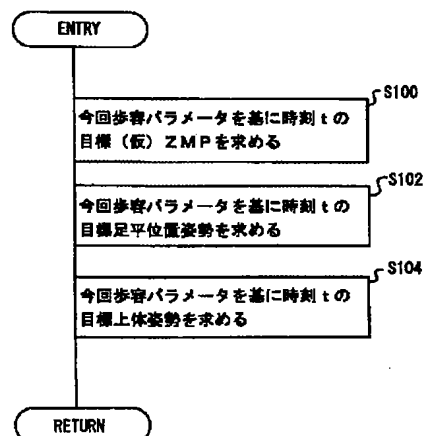 ENTRY
S100
今回歩容パラメータを基に時刻tの
目標(仮)ZMPを求める
S102
今回歩容パラメータを基に時刻tの
目標足平位置姿勢を求める
S104
今回歩容パラメータを基に時刻tの
目標上体姿勢を求める
RETURN